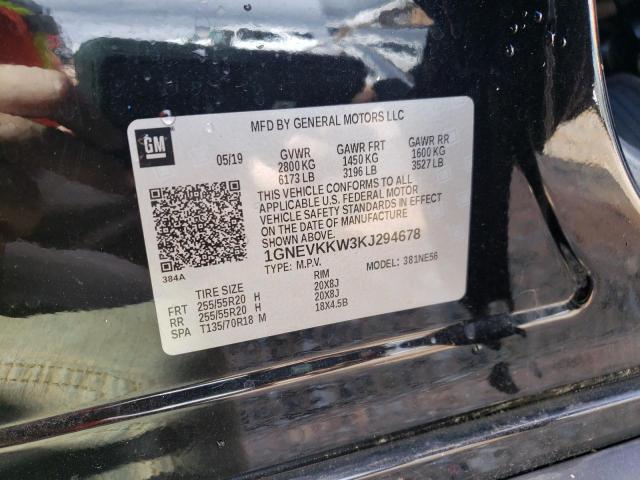 MFD BY GENERAL MOTORS LLC
GM
05/19
GVWR GAWR FRT GAWR RR
2800 KG 1450 KG 1600 KG
6173 LB 3196 LB 3527 LB
THIS VEHICLE CONFORMS TO ALL
APPLICABLE U.S. FEDERAL MOTOR
VEHICLE SAFETY STANDARDS IN EFFECT
ON THE DATE OF MANUFACTURE
SHOWN ABOVE.
384A
1GNEVKKW3KJ294678
TYPE: M.P.V. MODEL: 381NE56
TIRE SIZE RIM
FRT 255/55R20 H 20X8J
RR 255/55R20 H 20X8J
SPA T135/70R18 M 18X4.5B